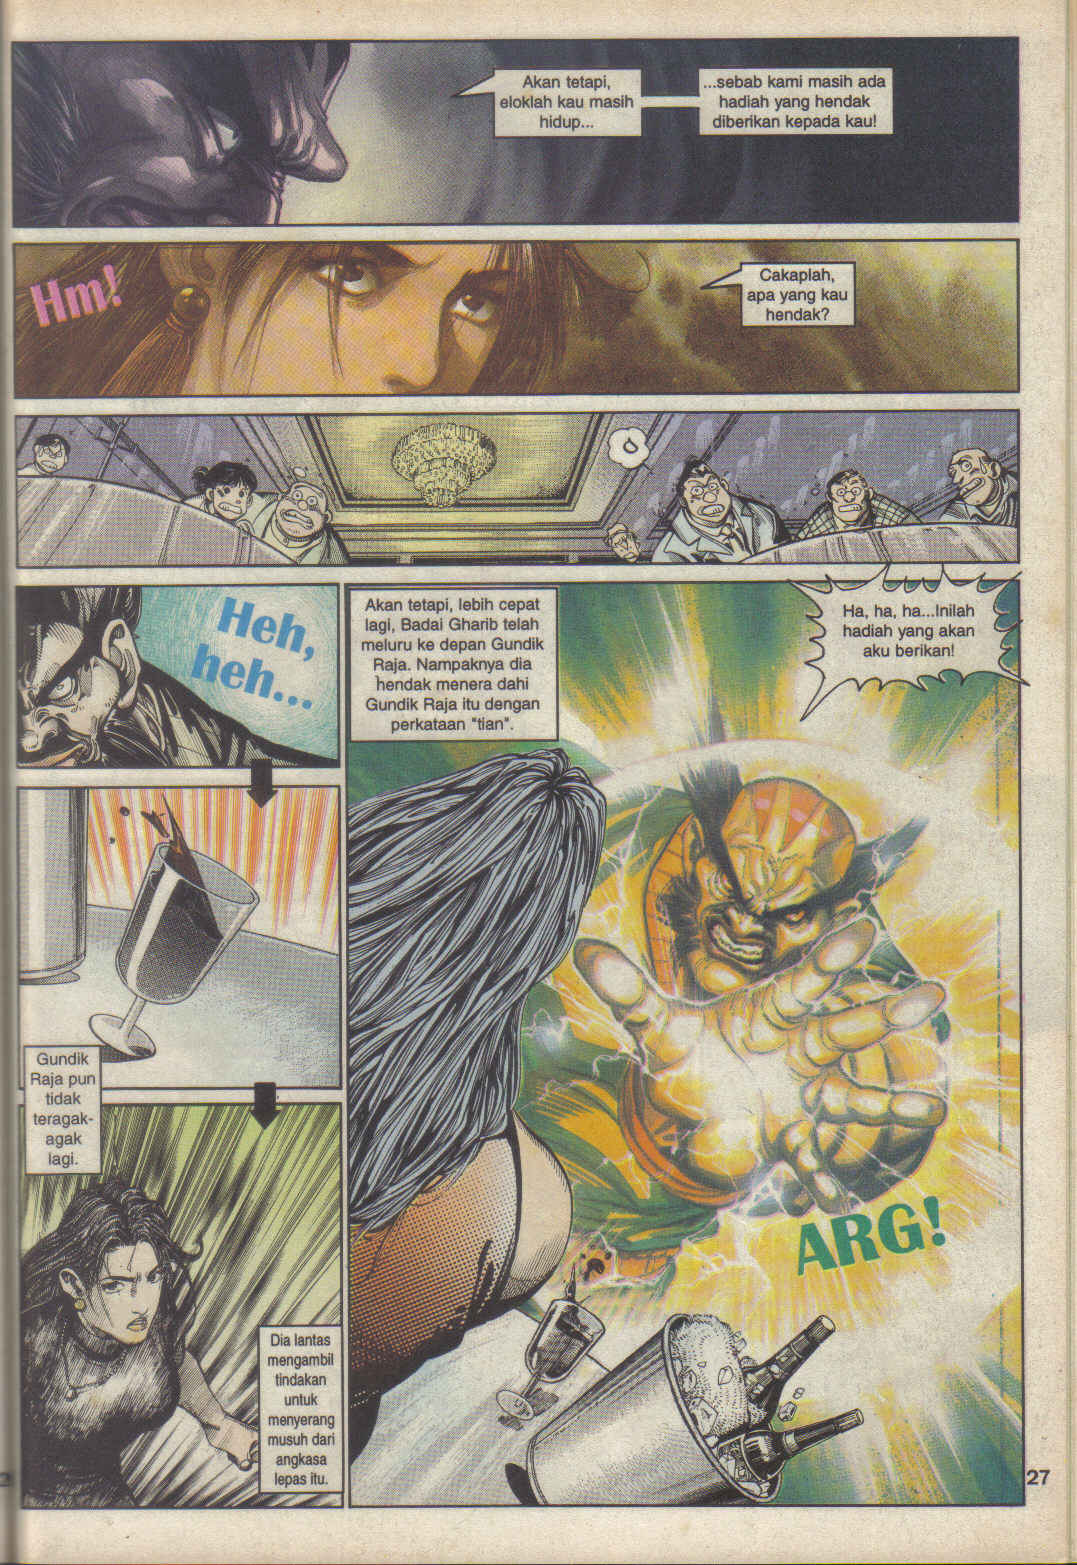 Akan tetapi,
eloklah kau masih
hidup...
...sebab kami masih ada
hadiah yang hendak
diberikan kepada kau!
Hm!
Cakaplah,
apa yang kau
hendak?
Heh,
heh...
Akan tetapi, lebih cepat
lagi, Badai Gharib telah
meluru ke depan Gundik
Raja. Nampaknya dia
hendak menera dahi
Gundik Raja itu dengan
perkataan "tian".
Ha, ha, ha...Inilah
hadiah yang akan
aku berikan!
Gundik
Raja pun
tidak
teragak-
agak
lagi.
Dia lantas
mengambil
tindakan
untuk
menyerang
musuh dari
angkasa
lepas itu.
ARG!
27